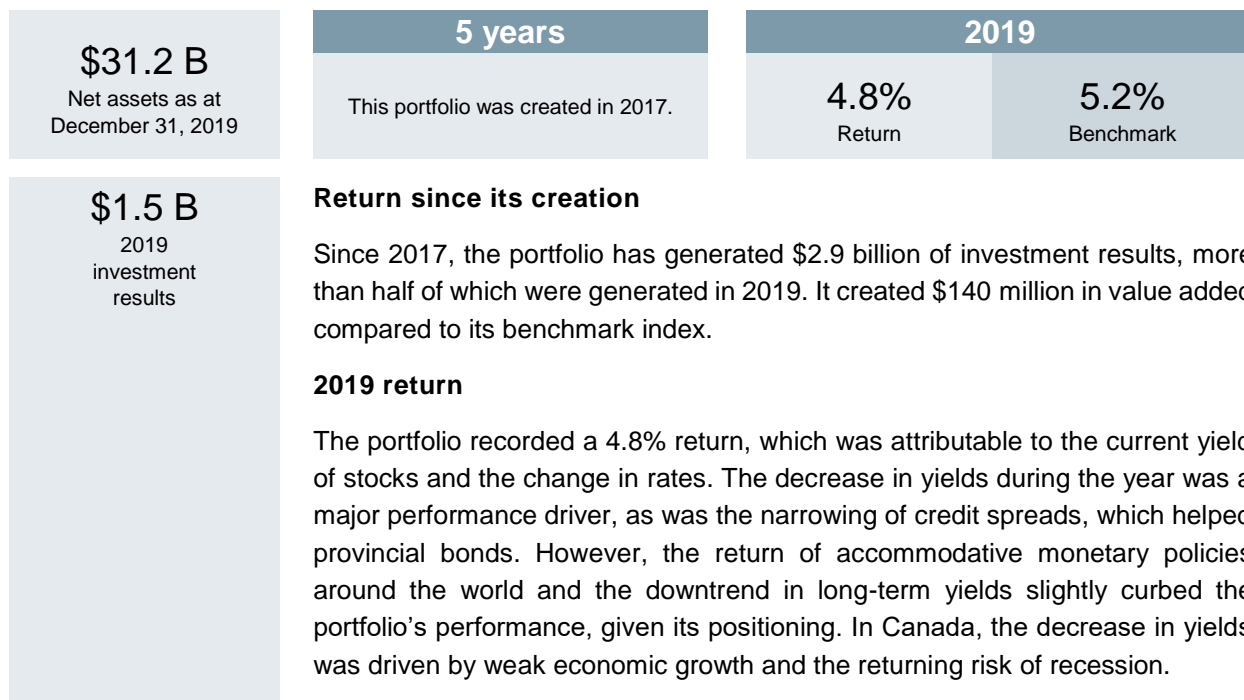 $31.2 B
Net assets as at
December 31, 2019
5 years
This portfolio was created in 2017.
2019
4.8%
Return
5.2%
Benchmark
$1.5 B
2019
investment
results
Return since its creation
Since 2017, the portfolio has generated $2.9 billion of investment results, more
than half of which were generated in 2019. It created $140 million in value added
compared to its benchmark index.
2019 return
The portfolio recorded a 4.8% return, which was attributable to the current yield
of stocks and the change in rates. The decrease in yields during the year was a
major performance driver, as was the narrowing of credit spreads, which helped
provincial bonds. However, the return of accommodative monetary policies
around the world and the downtrend in long-term yields slightly curbed the
portfolio’s performance, given its positioning. In Canada, the decrease in yields
was driven by weak economic growth and the returning risk of recession.